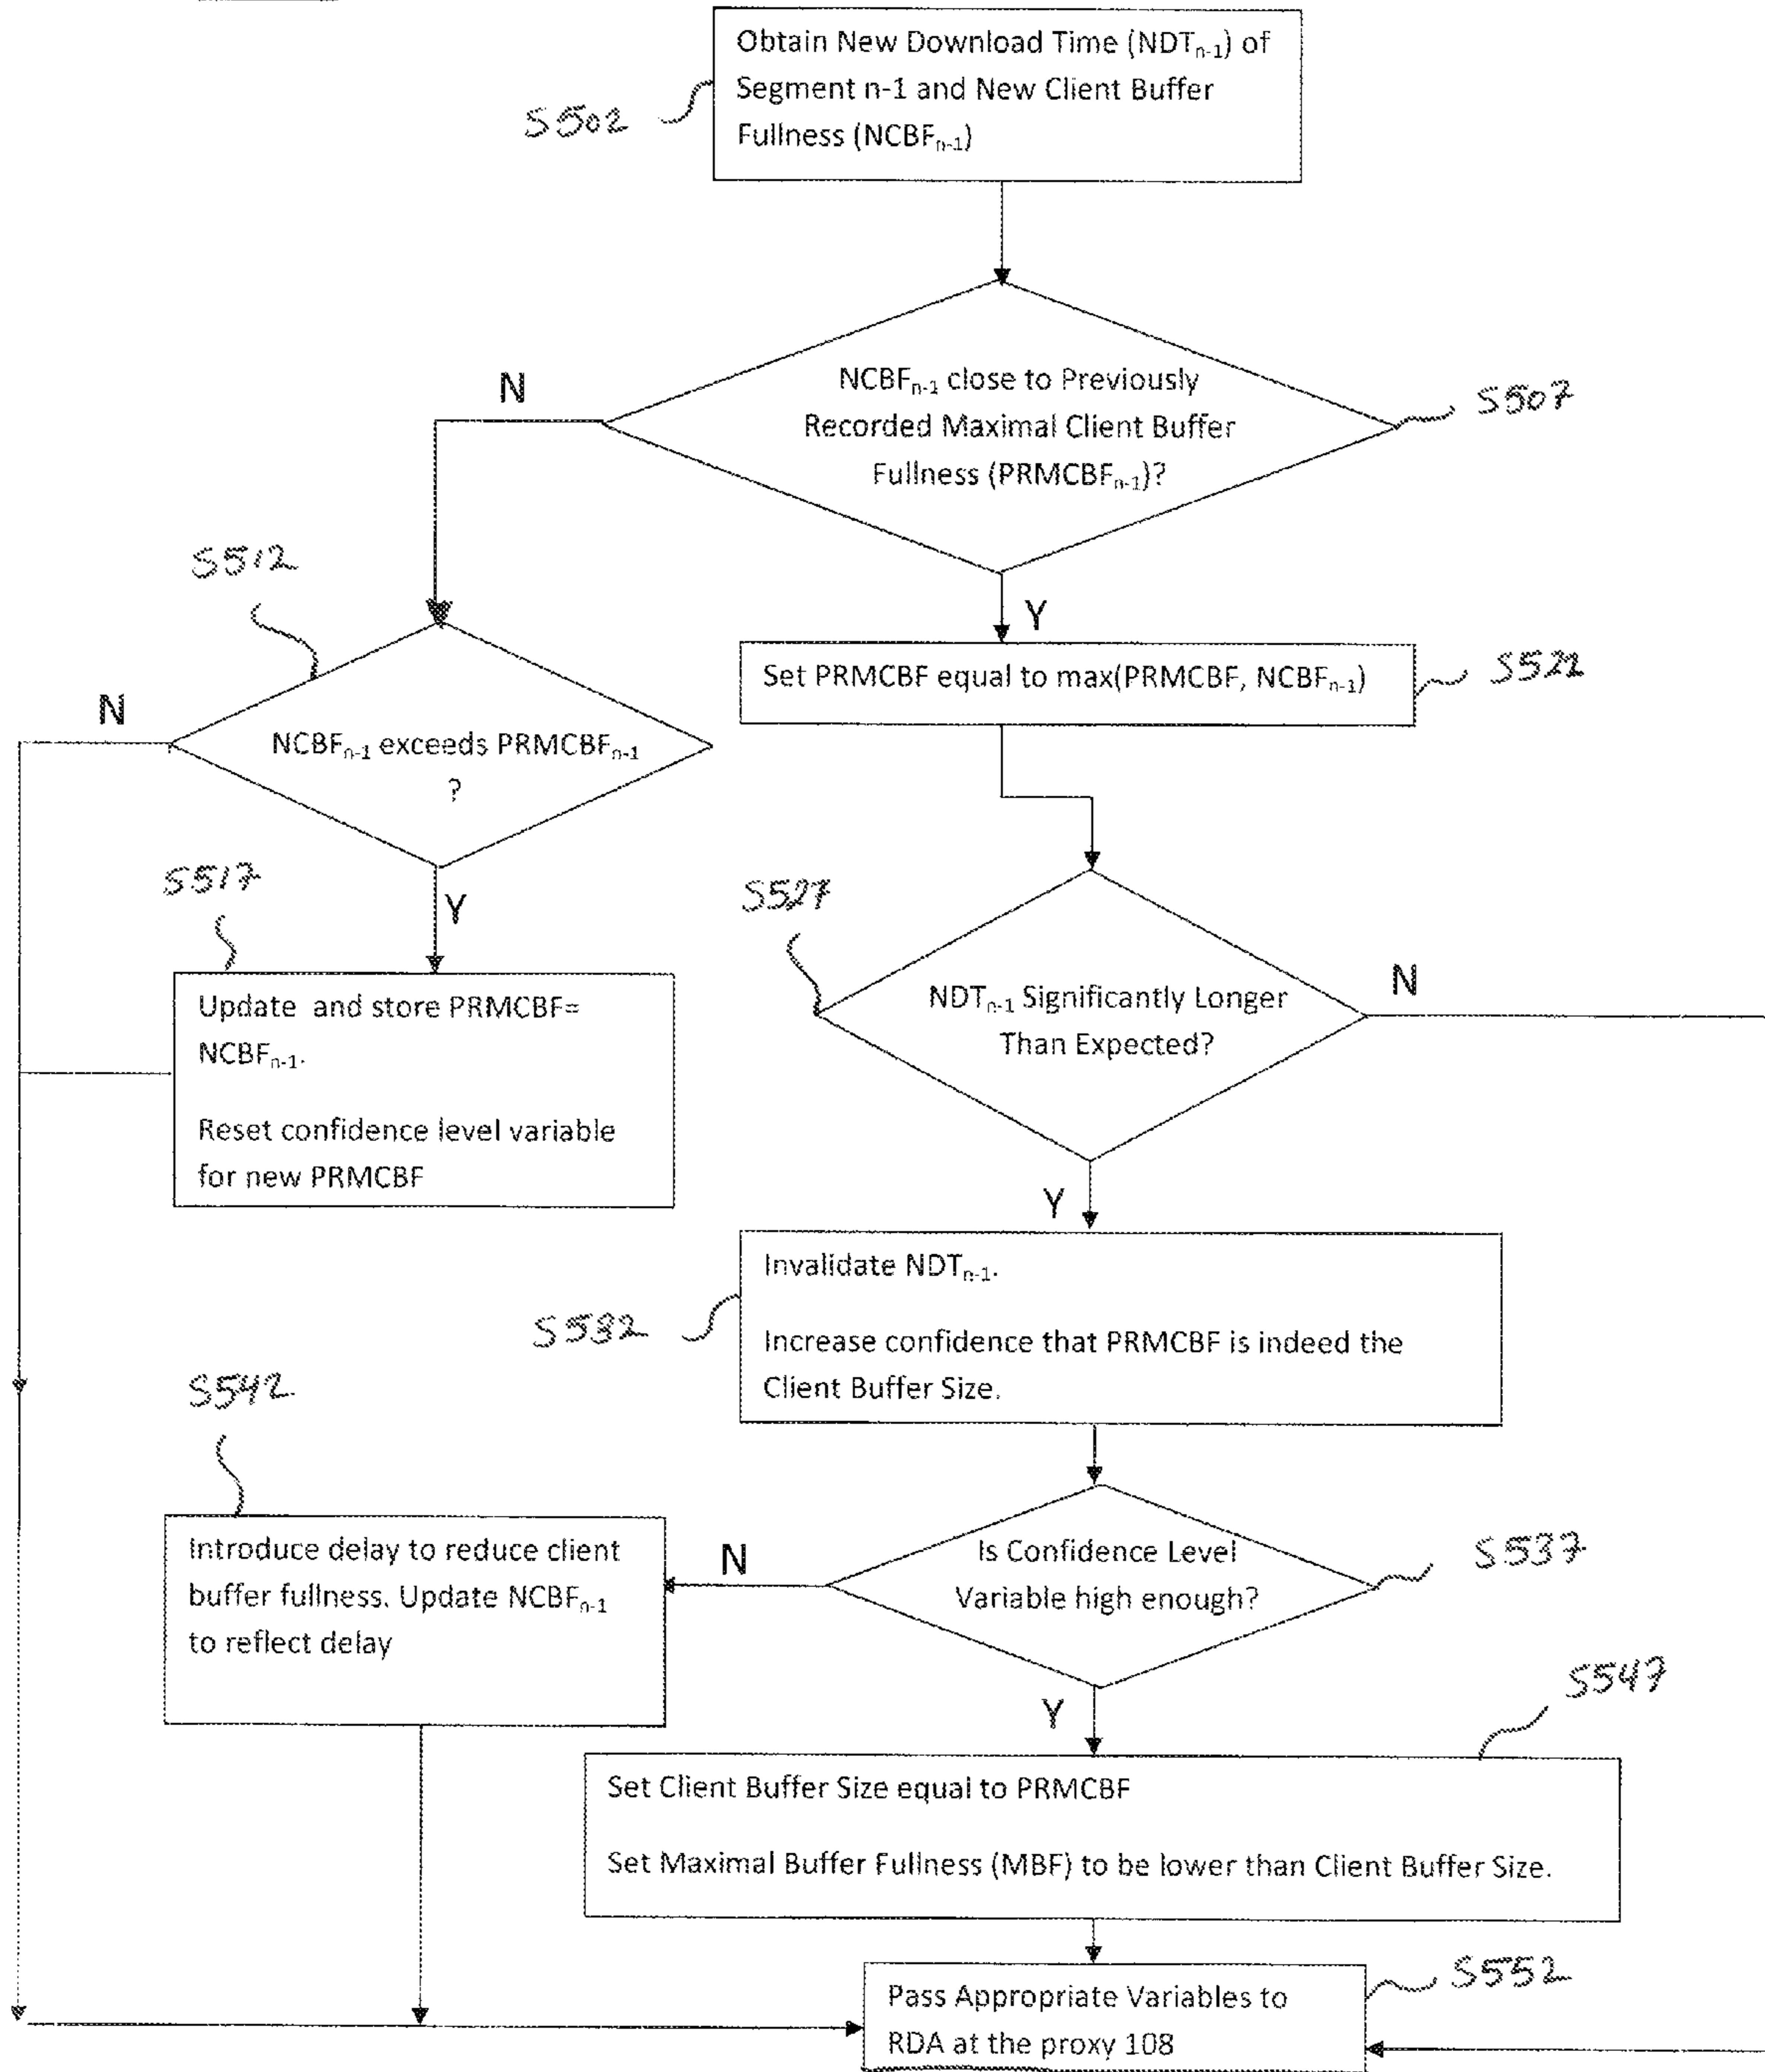 Obtain New Download Time (NDTn-1) of
Segment n-1 and New Client Buffer
Fullness (NCBFn-1)
S502
NCBFn-1 close to Previously
Recorded Maximal Client Buffer
Fullness (PRMCBFn-1)?
N
S507
Y
S512
Set PRMCBF equal to max(PRMCBF, NCBFn-1)
S522
N
NCBFn-1 exceeds PRMCBFn-1
?
Y
S517
Update and store PRMCBF=
NCBFn-1.
Reset confidence level variable
for new PRMCBF
S527
NDTn-1 Significantly Longer
Than Expected?
N
Y
Invalidate NDTn-1.
Increase confidence that PRMCBF is indeed the
Client Buffer Size.
S532
S542
Introduce delay to reduce client
buffer fullness. Update NCBFn-1
to reflect delay
N
Is Confidence Level
Variable high enough?
S537
Y
S547
Set Client Buffer Size equal to PRMCBF
Set Maximal Buffer Fullness (MBF) to be lower than Client Buffer Size.
Pass Appropriate Variables to
RDA at the proxy 108
S552